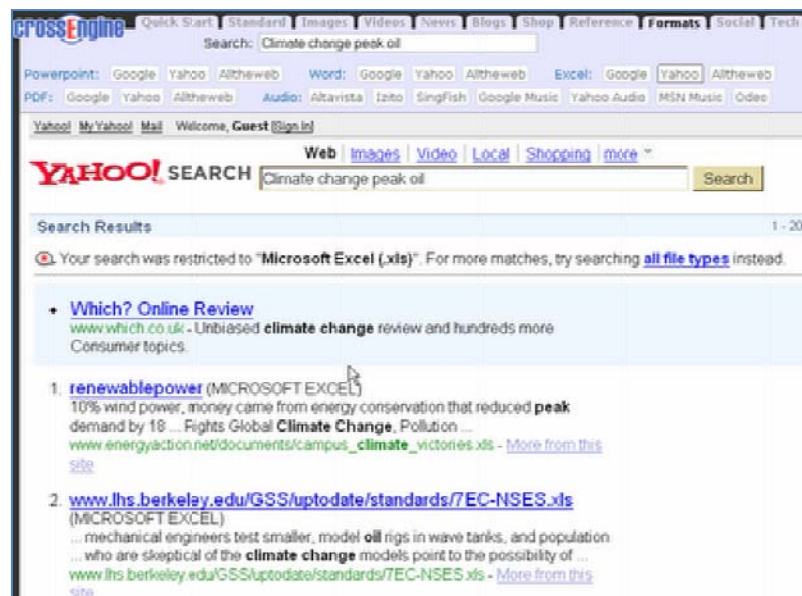 CrossEngine Quick Start Standard Images Videos News Blogs Shop Reference Formats Social Tech
Search: Climate change peak oil
Powerpoint: Google Yahoo Alltheweb Word: Google Yahoo Alltheweb Excel: Google Yahoo Alltheweb
PDF: Google Yahoo Alltheweb Audio: Altavista Izito SingFish Google Music Yahoo Audio MSN Music Odeo
Yahoo! My Yahoo! Mail Welcome, Guest [Sign In]
Web Images Video Local Shopping more
YAHOO! SEARCH Climate change peak oil Search
Search Results 1 - 20
Your search was restricted to "Microsoft Excel (.xls)". For more matches, try searching all file types instead.
• Which? Online Review
www.which.co.uk - Unbiased climate change review and hundreds more
Consumer topics.
1. renewablepower (MICROSOFT EXCEL)
10% wind power, money came from energy conservation that reduced peak
demand by 18 ... Fights Global Climate Change, Pollution ...
www.energyaction.net/documents/campus_climate_victories.xls - More from this
site
2. www.lhs.berkeley.edu/GSS/uptodate/standards/7EC-NSES.xls
(MICROSOFT EXCEL)
... mechanical engineers test smaller, model oil rigs in wave tanks, and population
... who are skeptical of the climate change models point to the possibility of ...
www.lhs.berkeley.edu/GSS/uptodate/standards/7EC-NSES.xls - More from this
site